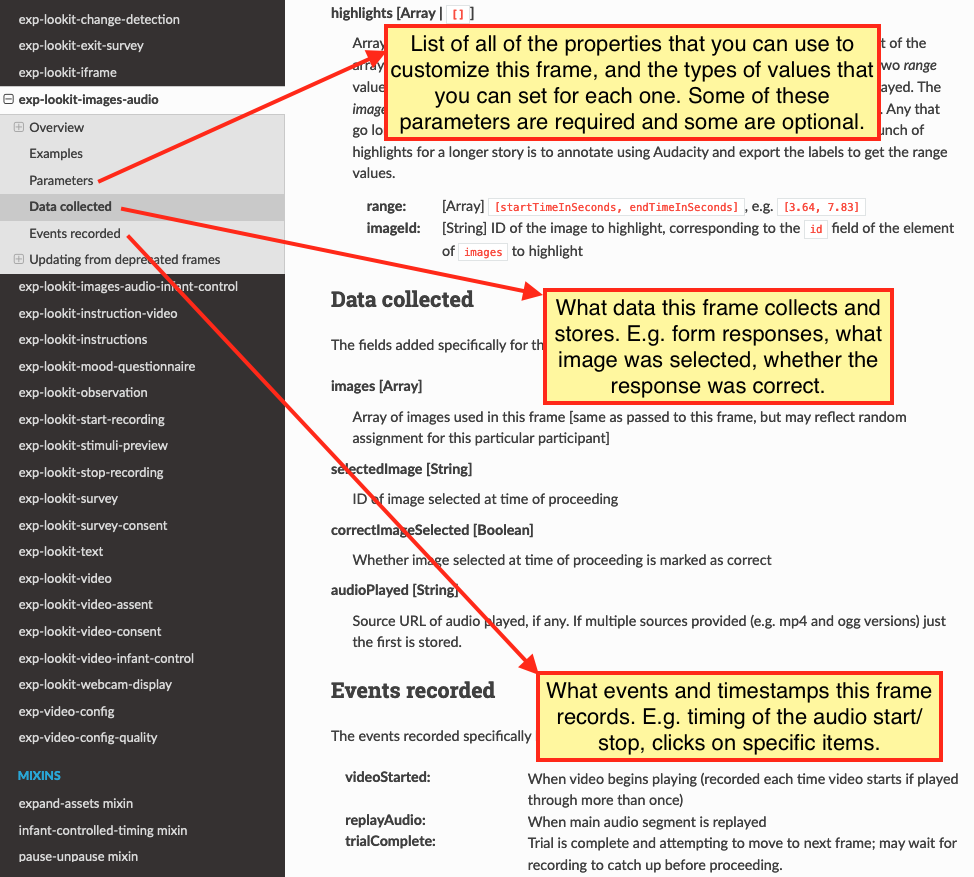 exp-lookit-change-detection
exp-lookit-exit-survey
exp-lookit-iframe
exp-lookit-images-audio
Overview
Examples
Parameters
Data collected
Events recorded
Updating from deprecated frames
exp-lookit-images-audio-infant-control
exp-lookit-instruction-video
exp-lookit-instructions
exp-lookit-mood-questionnaire
exp-lookit-observation
exp-lookit-start-recording
exp-lookit-stimuli-preview
exp-lookit-stop-recording
exp-lookit-survey
exp-lookit-survey-consent
exp-lookit-text
exp-lookit-video
exp-lookit-video-assent
exp-lookit-video-consent
exp-lookit-video-infant-control
exp-lookit-webcam-display
exp-video-config
exp-video-config-quality
MIXINS
expand-assets mixin
infant-controlled-timing mixin
pause-unpause mixin
highlights [Array | [] ]
List of all of the properties that you can use to
customize this frame, and the types of values that
you can set for each one. Some of these
parameters are required and some are optional.
t of the
array
wo range
value
ayed. The
. Any that
go lo
unch of
highlights for a longer story is to annotate using Audacity and export the labels to get the range
values.
range: [Array] [startTimeInSeconds, endTimeInSeconds] , e.g. [3.64, 7.83]
imageId: [String] ID of the image to highlight, corresponding to the id field of the element
of images to highlight
Data collected
The fields added specifically for th
What data this frame collects and
stores. E.g. form responses, what
image was selected, whether the
response was correct.
images [Array]
Array of images used in this frame [same as passed to this frame, but may reflect random
assignment for this particular participant]
selectedImage [String]
ID of image selected at time of proceeding
correctImageSelected [Boolean]
Whether image selected at time of proceeding is marked as correct
audioPlayed [String]
Source URL of audio played, if any. If multiple sources provided (e.g. mp4 and ogg versions) just
the first is stored.
Events recorded
The events recorded specifically
What events and timestamps this frame
records. E.g. timing of the audio start/
stop, clicks on specific items.
videoStarted: When video begins playing (recorded each time video starts if played
through more than once)
replayAudio: When main audio segment is replayed
trialComplete: Trial is complete and attempting to move to next frame; may wait for
recording to catch up before proceeding.